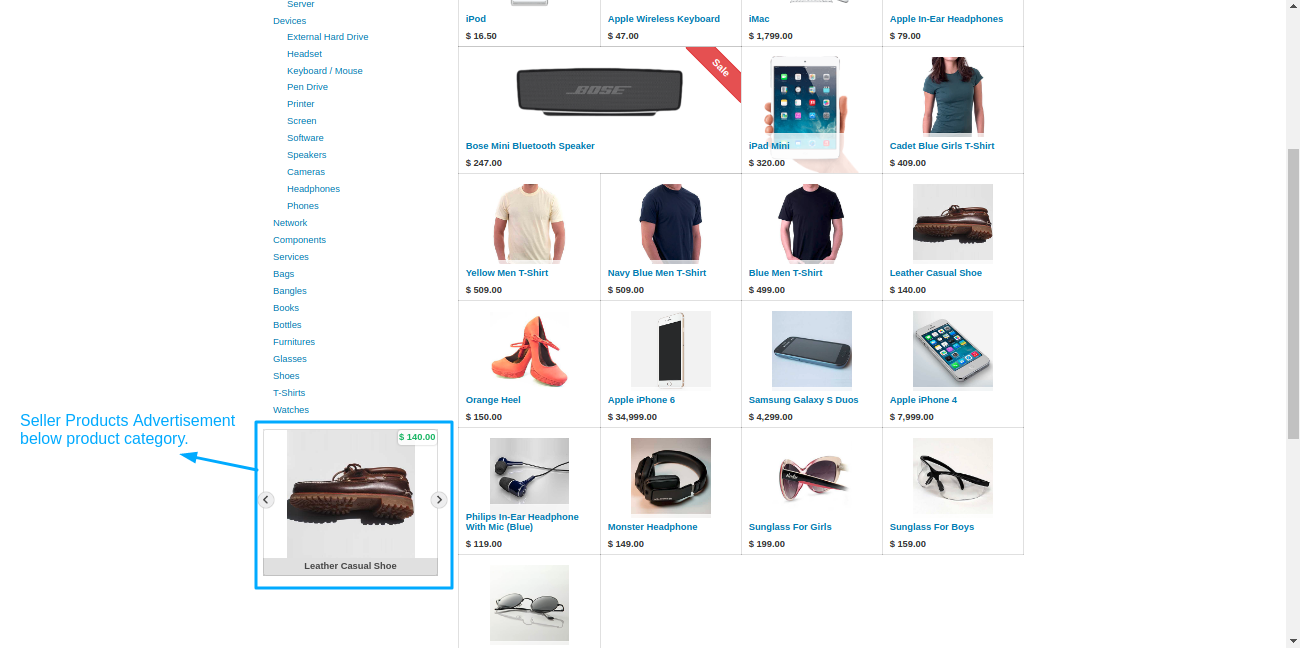 Server
Devices
External Hard Drive
Headset
Keyboard / Mouse
Pen Drive
Printer
Screen
Software
Speakers
Cameras
Headphones
Phones
Network
Components
Services
Bags
Bangles
Books
Bottles
Furnitures
Glasses
Shoes
T-Shirts
Watches
Seller Products Advertisement
below product category.
$ 140.00
Leather Casual Shoe
iPod
$ 16.50
Apple Wireless Keyboard
$ 47.00
iMac
$ 1,799.00
Apple In-Ear Headphones
$ 79.00
BOSE
Sale
Bose Mini Bluetooth Speaker
$ 247.00
iPad Mini
$ 320.00
Cadet Blue Girls T-Shirt
$ 409.00
Yellow Men T-Shirt
$ 509.00
Navy Blue Men T-Shirt
$ 509.00
Blue Men T-Shirt
$ 499.00
Leather Casual Shoe
$ 140.00
Orange Heel
$ 150.00
Apple iPhone 6
$ 34,999.00
Samsung Galaxy S Duos
$ 4,299.00
Apple iPhone 4
$ 7,999.00
Philips In-Ear Headphone
With Mic (Blue)
$ 119.00
Monster Headphone
$ 149.00
Sunglass For Girls
$ 199.00
Sunglass For Boys
$ 159.00